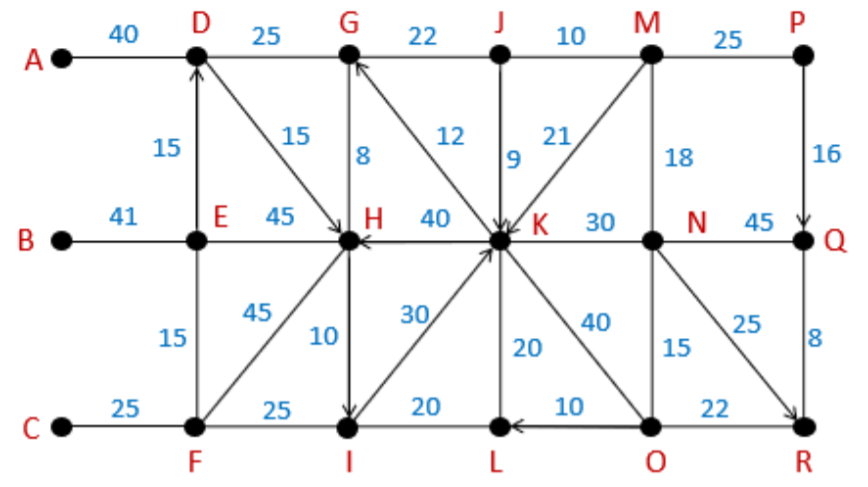 D G J M P
A 40 25 22 10 25
15 15 8 12 9 21 18 16
B 41 E 45 H 40 K 30 N 45 Q
15 45 10 30 20 40 15 25 8
C 25 25 20 10 22
F I L O R